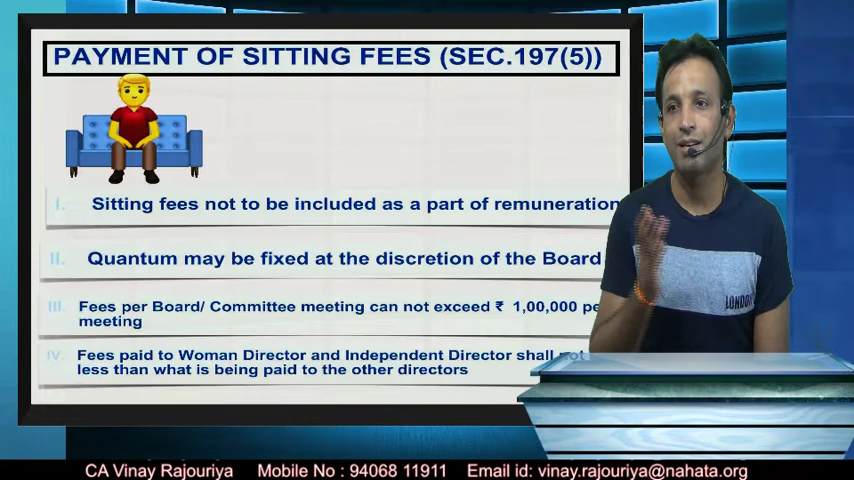 PAYMENT OF SITTING FEES (SEC.197(5))
I. Sitting fees not to be included as a part of remuneration
II. Quantum may be fixed at the discretion of the Board
III. Fees per Board/ Committee meeting can not exceed ₹ 1,00,000 pe
meeting
IV. Fees paid to Woman Director and Independent Director shall not
less than what is being paid to the other directors
LONDON
CA Vinay Rajouriya Mobile No : 94068 11911 Email id: vinay.rajouriya@nahata.org